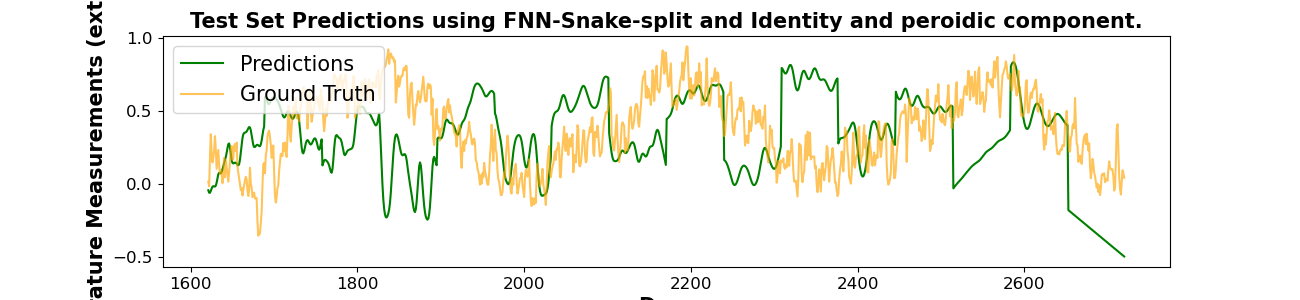 Test Set Predictions using FNN-Snake-split and Identity and peroidic component.
Predictions
Ground Truth
1.0
0.5
0.0
−0.5
1600
1800
2000
2200
2400
2600
Measurements